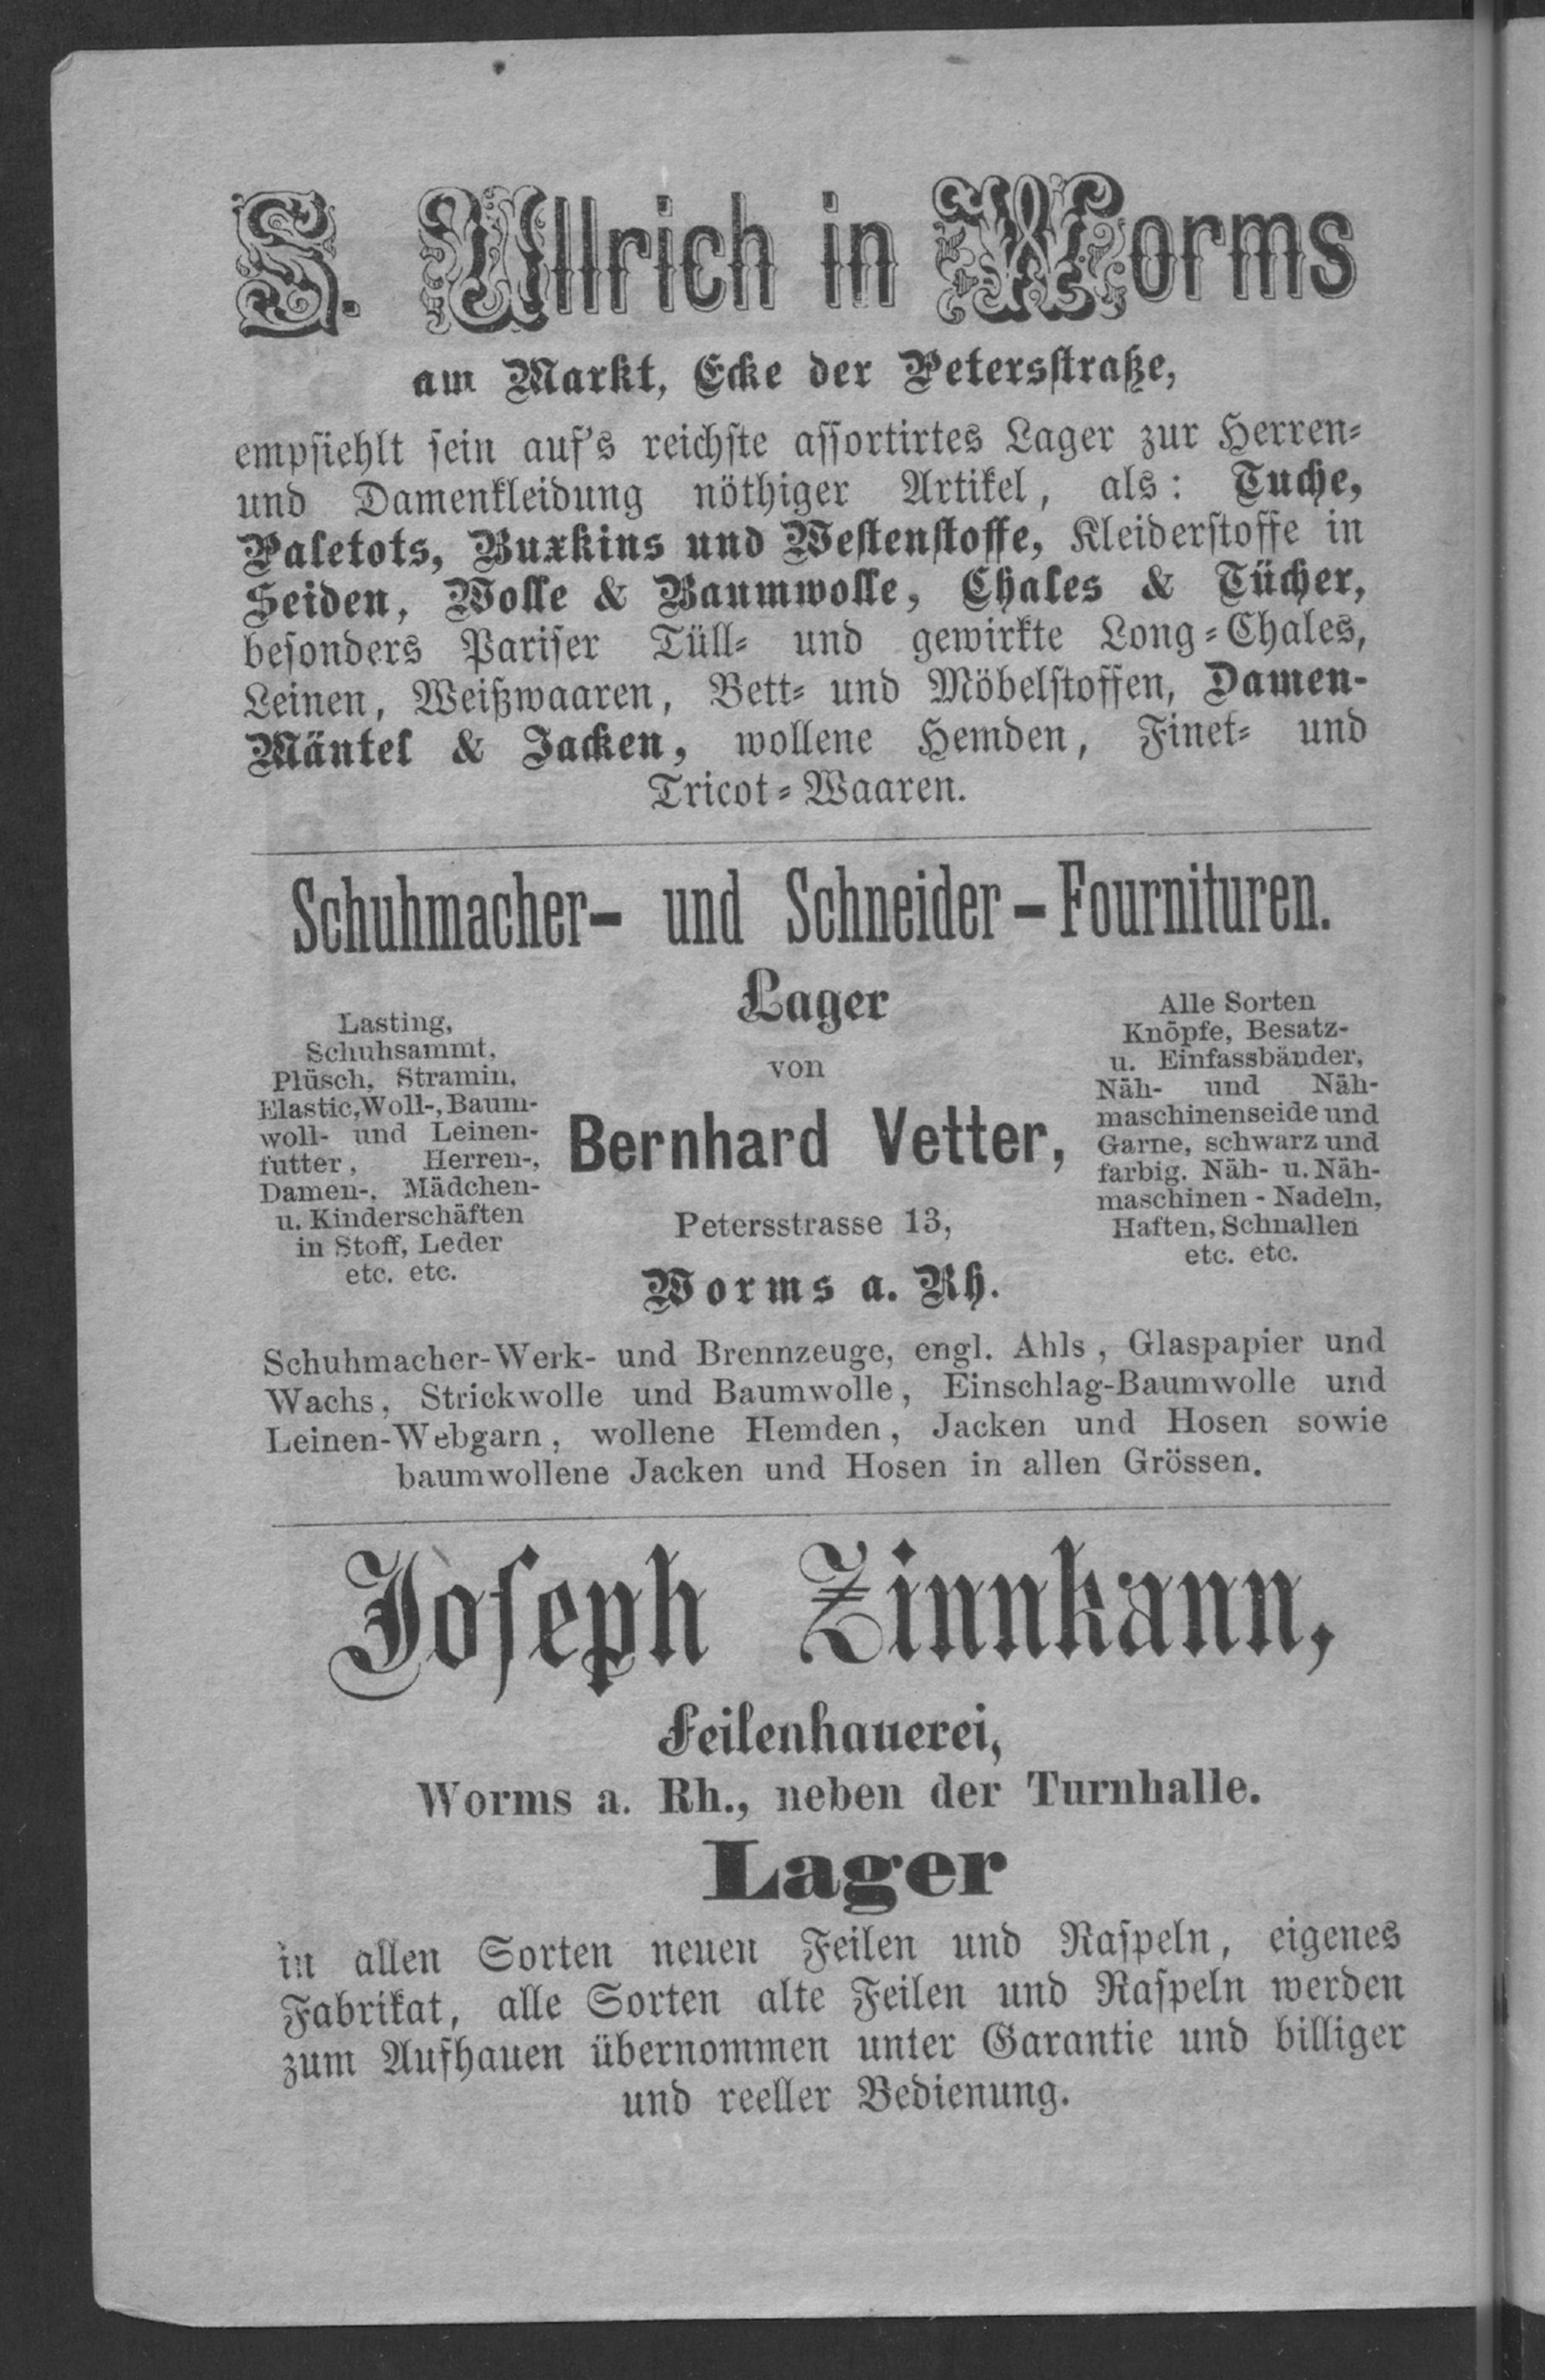 S. Ullrich in Worms
am Markt, Ecke der Petersstraße,
empfiehlt sein auf's reichste assortirtes Lager zur Herren-
und Damenkleidung nöthiger Artikel, als: Tuche,
Paletots, Buxkins und Westenstoffe, Kleiderstoffe in
Seiden, Wolle & Baumwolle, Chales & Tücher,
besonders Pariser Tüll- und gewirkte Long-Chales,
Leinen, Weißwaaren, Bett- und Möbelstoffen, Damen-
Mäntel & Jacken, wollene Hemden, Finet- und
Tricot-Waaren.
Schuhmacher- und Schneider-Fournituren.
Lasting,
Schuhsammt,
Plüsch, Stramin,
Elastic, Woll-, Baum-
woll- und Leinen-
futter, Herren-,
Damen-, Mädchen-
u. Kinderschäften
in Stoff, Leder
etc. etc.
Lager
von
Bernhard Vetter,
Petersstrasse 13,
Worms a. Rh.
Alle Sorten
Knöpfe, Besatz-
u. Einfassbänder,
Näh- und Näh-
maschinenseide und
Garne, schwarz und
farbig. Näh- u. Näh-
maschinen - Nadeln,
Haften, Schnallen
etc. etc.
Schuhmacher-Werk- und Brennzeuge, engl. Ahls, Glaspapier und
Wachs, Strickwolle und Baumwolle, Einschlag-Baumwolle und
Leinen-Webgarn, wollene Hemden, Jacken und Hosen sowie
baumwollene Jacken und Hosen in allen Grössen.
Joseph Zinnkann,
Feilenhauerei,
Worms a. Rh., neben der Turnhalle.
Lager
in allen Sorten neuen Feilen und Raspeln, eigenes
Fabrikat, alle Sorten alte Feilen und Raspeln werden
zum Aufhauen übernommen unter Garantie und billiger
und reeller Bedienung.